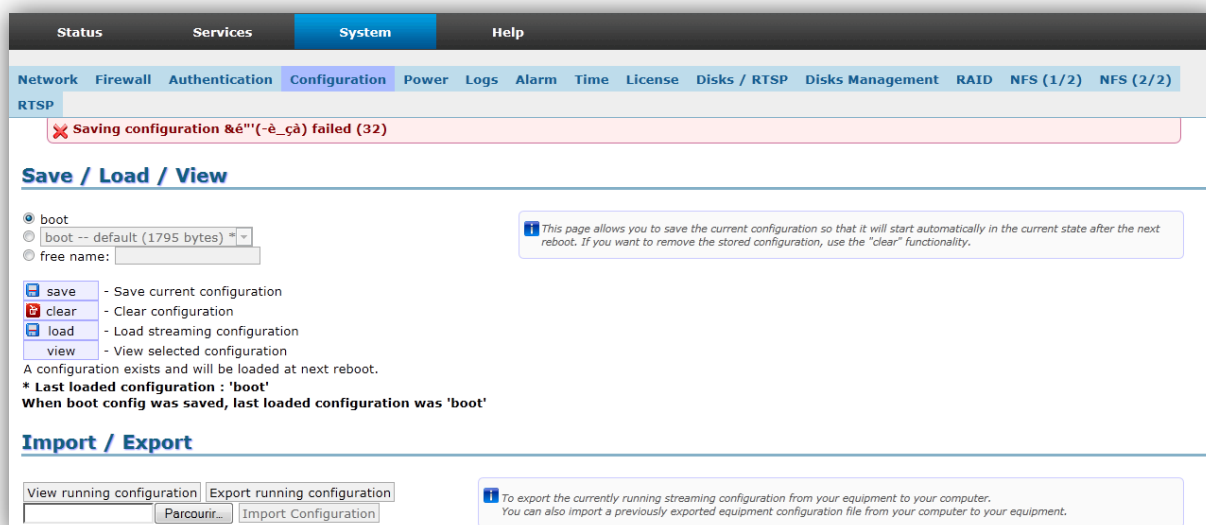 Status Services System Help
Network Firewall Authentication Configuration Power Logs Alarm Time License Disks / RTSP Disks Management RAID NFS (1/2) NFS (2/2)
RTSP
Saving configuration &é"'(-è_çà) failed (32)
Save / Load / View
boot
boot -- default (1795 bytes) *
free name:
This page allows you to save the current configuration so that it will start automatically in the current state after the next
reboot. If you want to remove the stored configuration, use the "clear" functionality.
save - Save current configuration
clear - Clear configuration
load - Load streaming configuration
view - View selected configuration
A configuration exists and will be loaded at next reboot.
* Last loaded configuration : 'boot'
When boot config was saved, last loaded configuration was 'boot'
Import / Export
View running configuration Export running configuration
Parcourir... Import Configuration
To export the currently running streaming configuration from your equipment to your computer.
You can also import a previously exported equipment configuration file from your computer to your equipment.